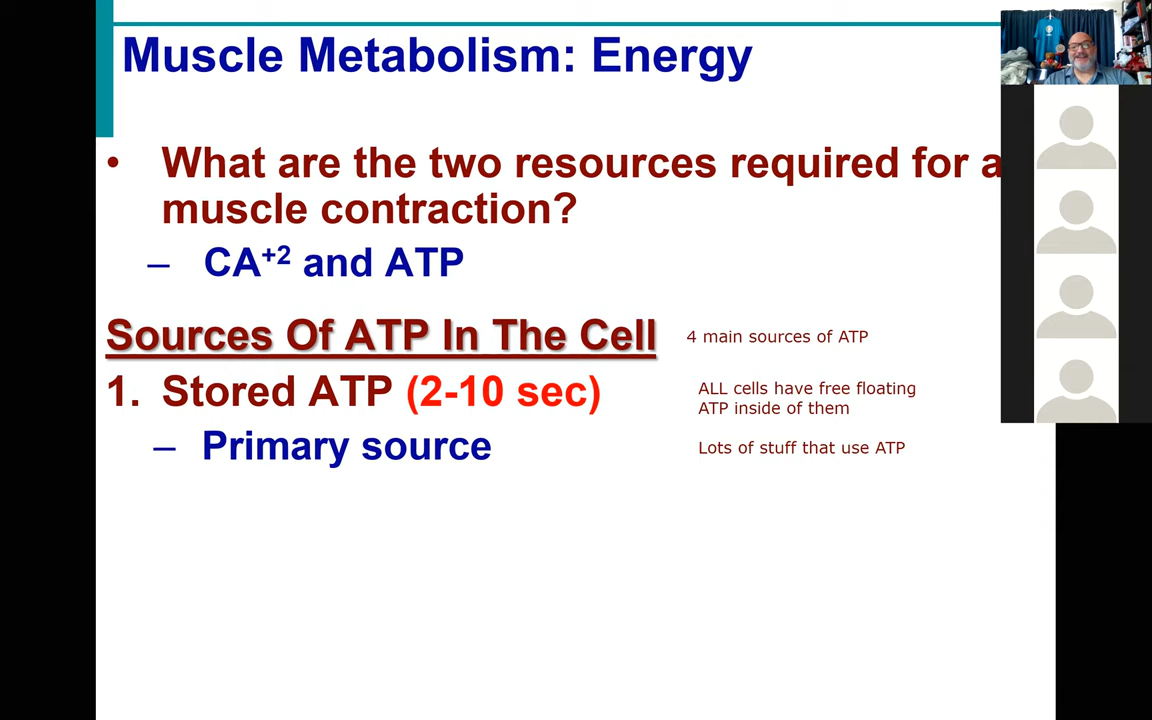 Muscle Metabolism: Energy
• What are the two resources required for a
muscle contraction?
– CA+2 and ATP
Sources Of ATP In The Cell
4 main sources of ATP
1. Stored ATP (2-10 sec)
ALL cells have free floating
ATP inside of them
– Primary source
Lots of stuff that use ATP